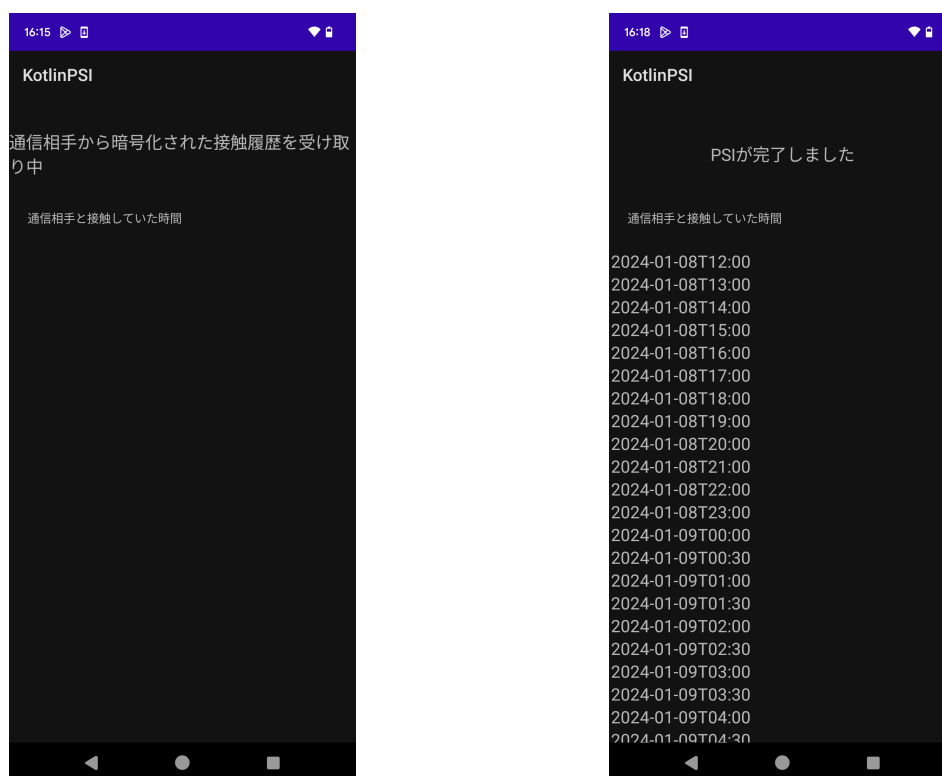 16:15
KotlinPSI
通信相手から暗号化された接触履歴を受け取
り中
通信相手と接触していた時間
16:18
KotlinPSI
PSIが完了しました
通信相手と接触していた時間
2024-01-08T12:00
2024-01-08T13:00
2024-01-08T14:00
2024-01-08T15:00
2024-01-08T16:00
2024-01-08T17:00
2024-01-08T18:00
2024-01-08T19:00
2024-01-08T20:00
2024-01-08T21:00
2024-01-08T22:00
2024-01-08T23:00
2024-01-09T00:00
2024-01-09T00:30
2024-01-09T01:00
2024-01-09T01:30
2024-01-09T02:00
2024-01-09T02:30
2024-01-09T03:00
2024-01-09T03:30
2024-01-09T04:00
2024-01-09T04:30